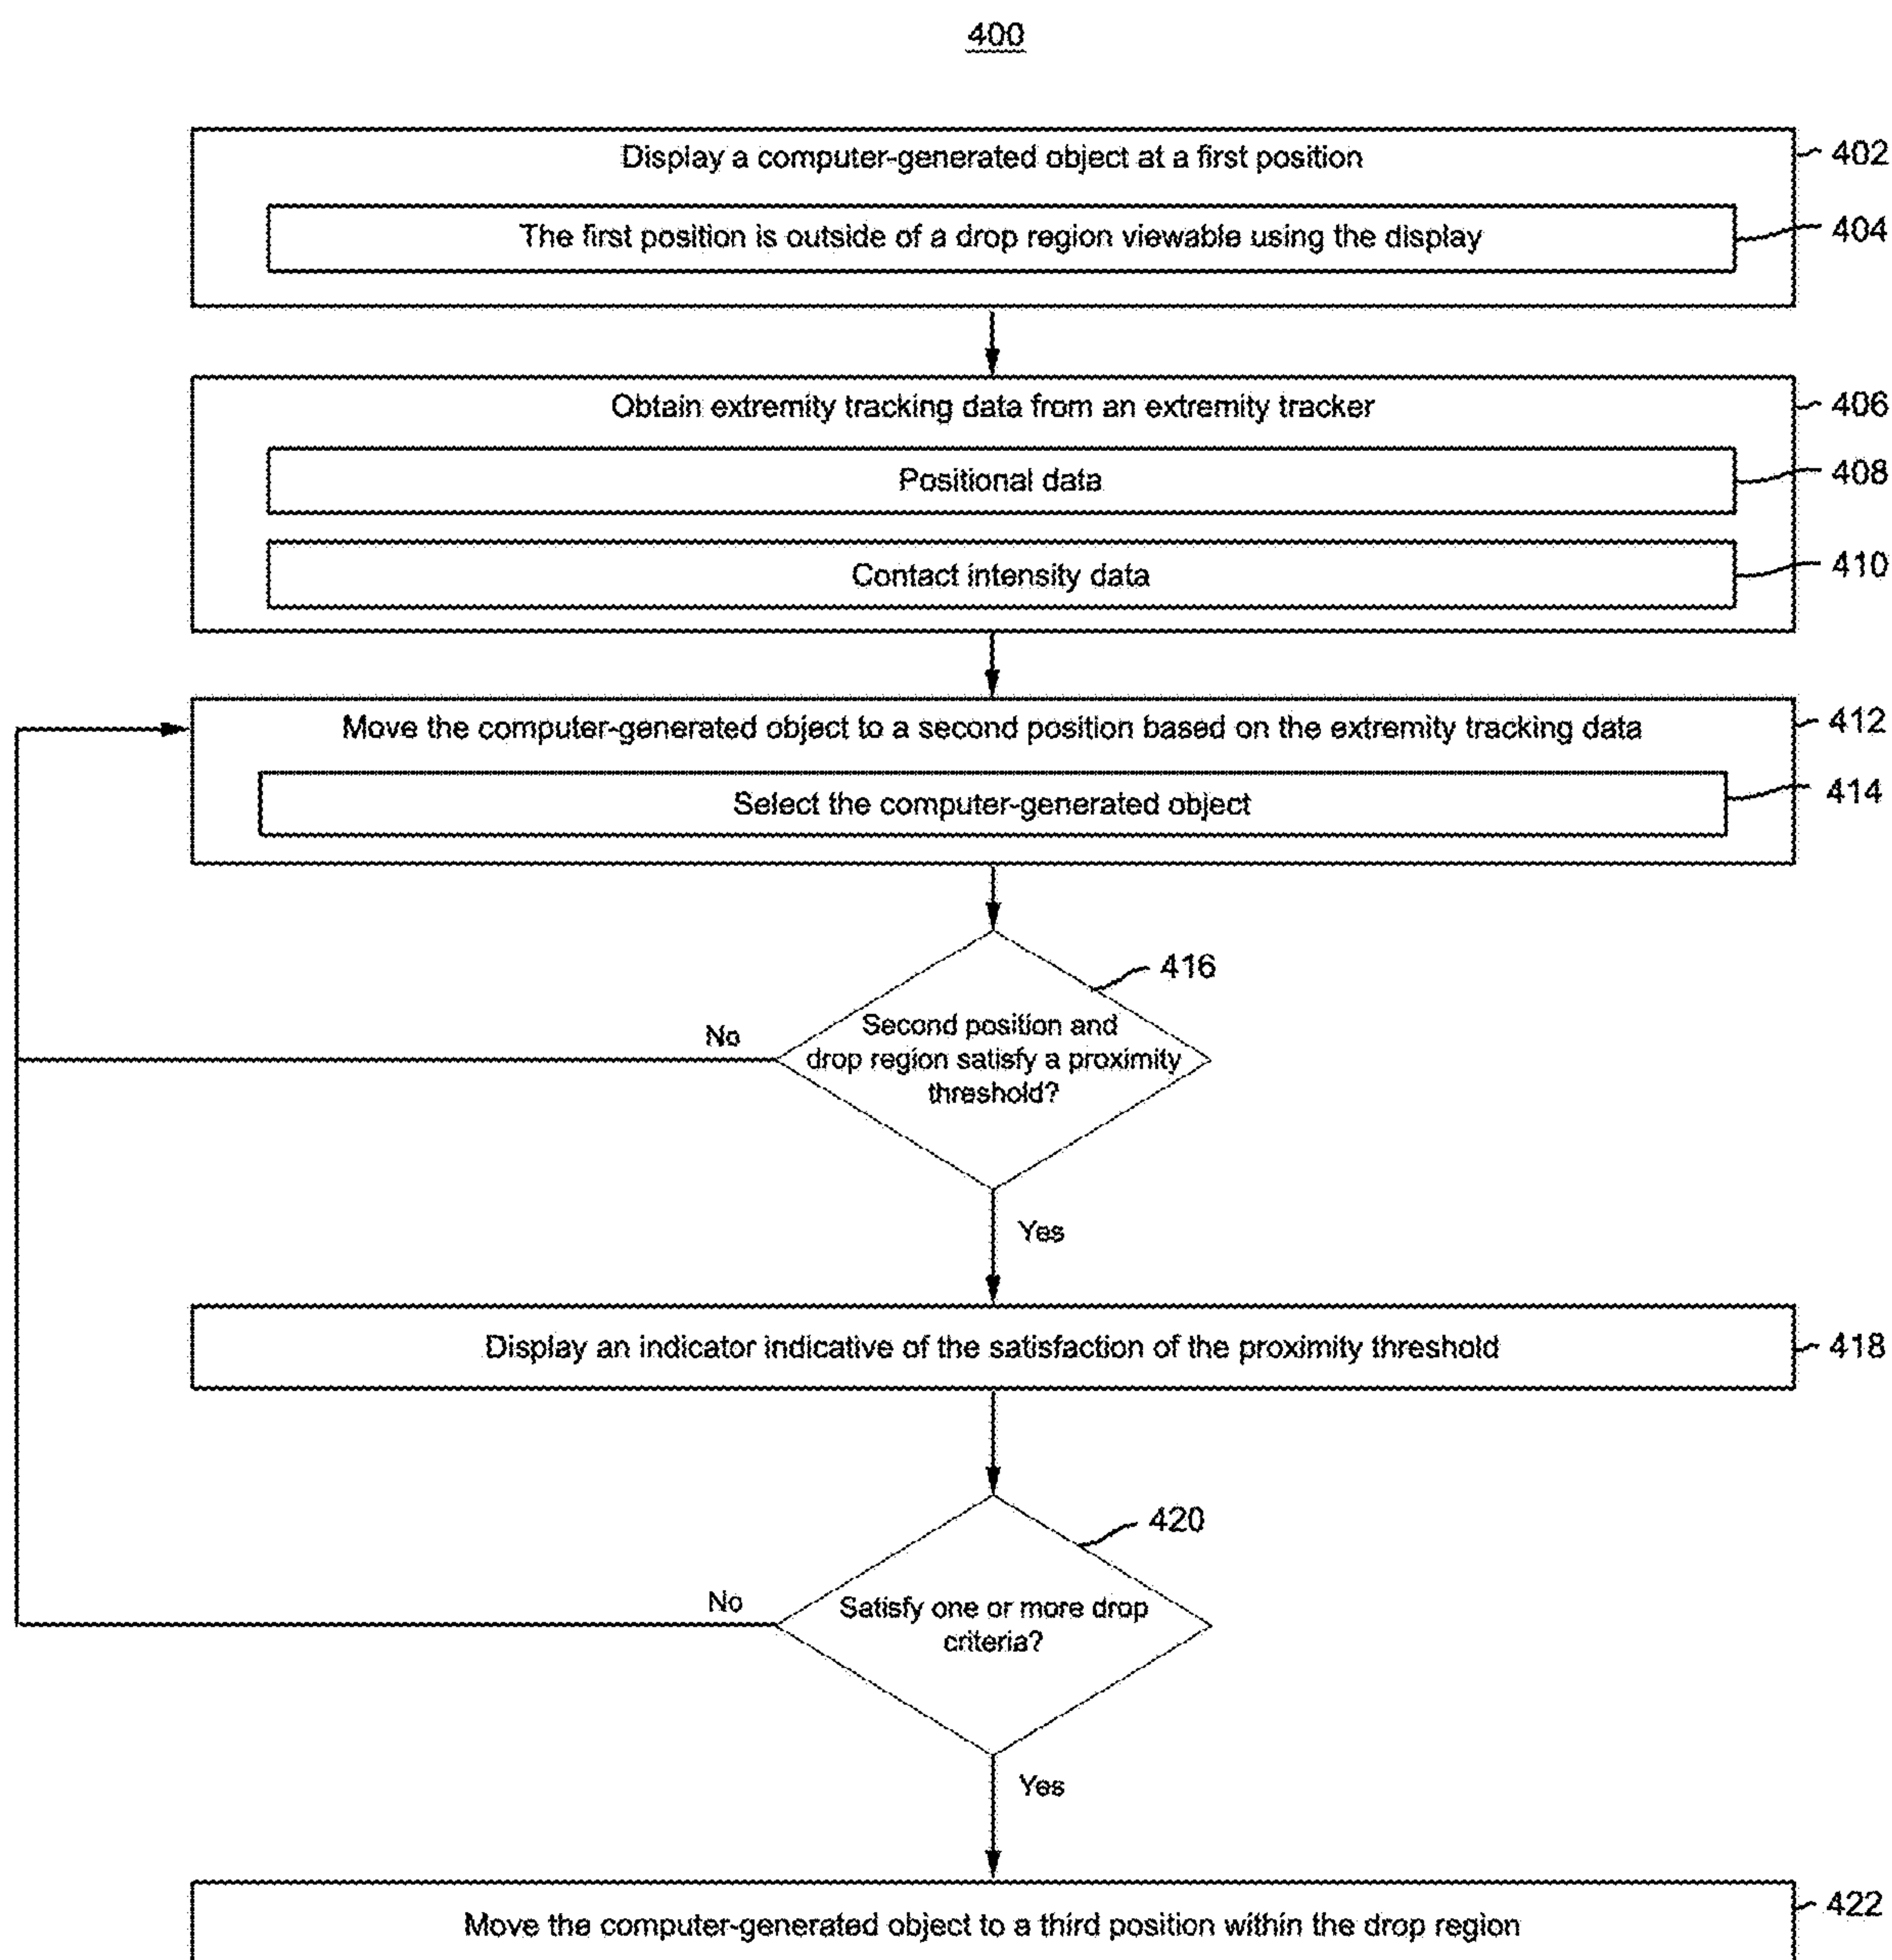 400
Display a computer-generated object at a first position
402
The first position is outside of a drop region viewable using the display
404
Obtain extremity tracking data from an extremity tracker
406
Positional data
408
Contact intensity data
410
Move the computer-generated object to a second position based on the extremity tracking data
412
Select the computer-generated object
414
416
Second position and
drop region satisfy a proximity
threshold?
No
Yes
Display an indicator indicative of the satisfaction of the proximity threshold
418
420
Satisfy one or more drop
criteria?
No
Yes
Move the computer-generated object to a third position within the drop region
422